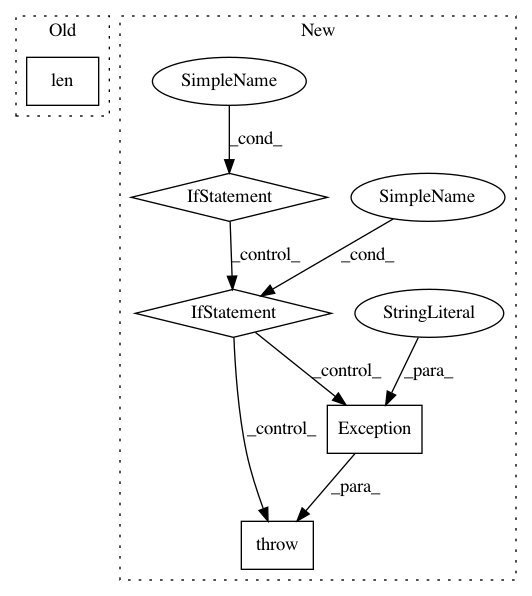 Old
New
len
SimpleName
_cond_
IfStatement
SimpleName
_control_
_cond_
IfStatement
StringLiteral
_control_
_para_
_control_
Exception
_para_
throw